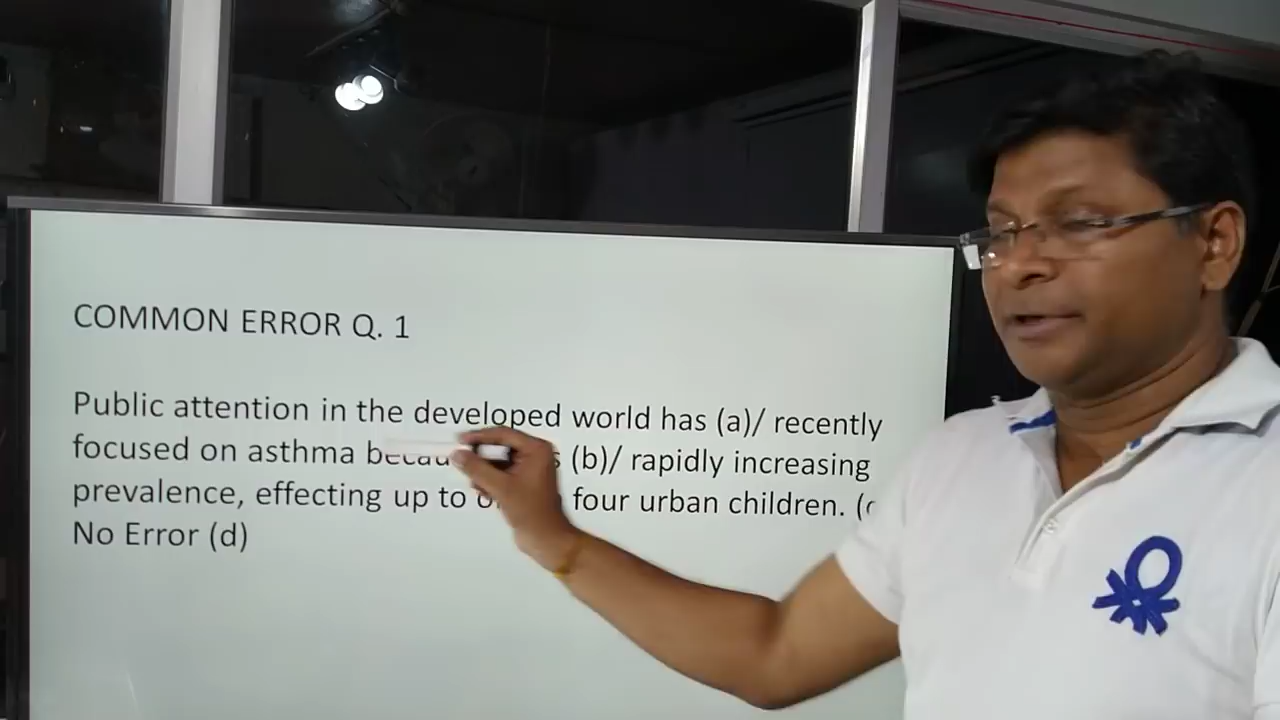 COMMON ERROR Q. 1
Public attention in the developed world has (a)/ recently
focused on asthma (b)/ rapidly increasing
prevalence, effecting up to four urban children.
No Error (d)